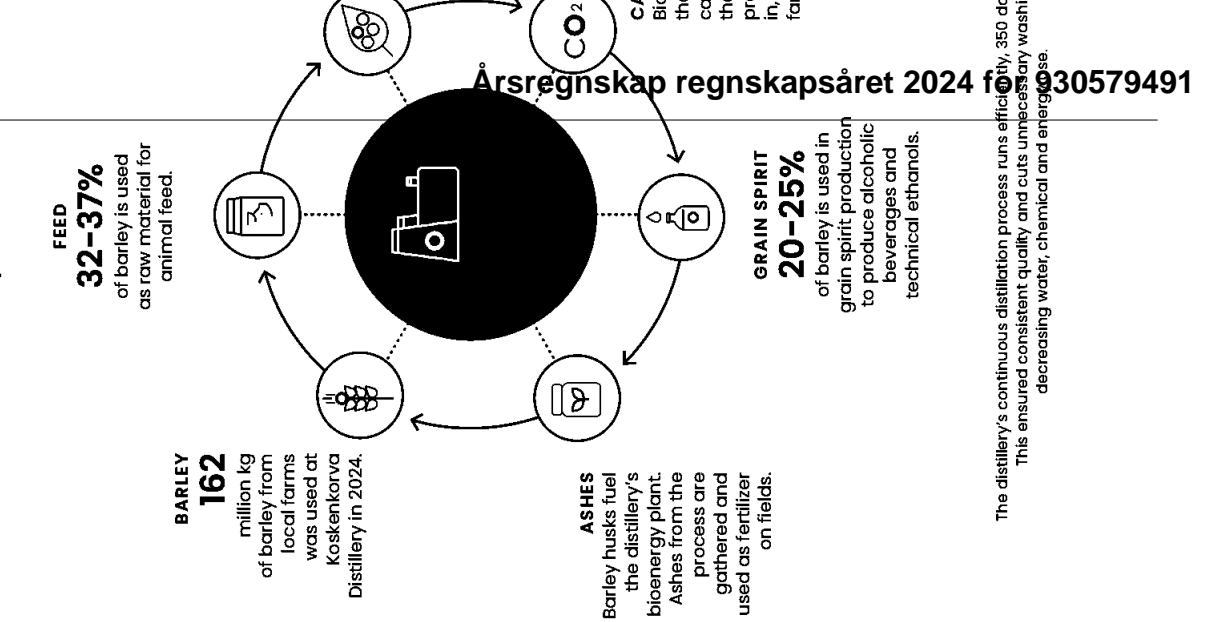 Årsregnskap regnskapsåret 2024 for 930579491
BARLEY
162
million kg
of barley from
local farms
was used at
Koskenkorva
Distillery in 2024.
FEED
32–37%
of barley is used
as raw material for
animal feed.
CO2
GRAIN SPIRIT
20–25%
of barley is used in
grain spirit production
to produce alcoholic
beverages and
technical ethanols.
ASHES
Barley husks fuel
the distillery's
bioenergy plant.
Ashes from the
process are
gathered and
used as fertilizer
on fields.
The distillery's continuous distillation process runs efficiently, 350
This ensured consistent quality and cuts unnecessary
decreasing water, chemical and energy use.